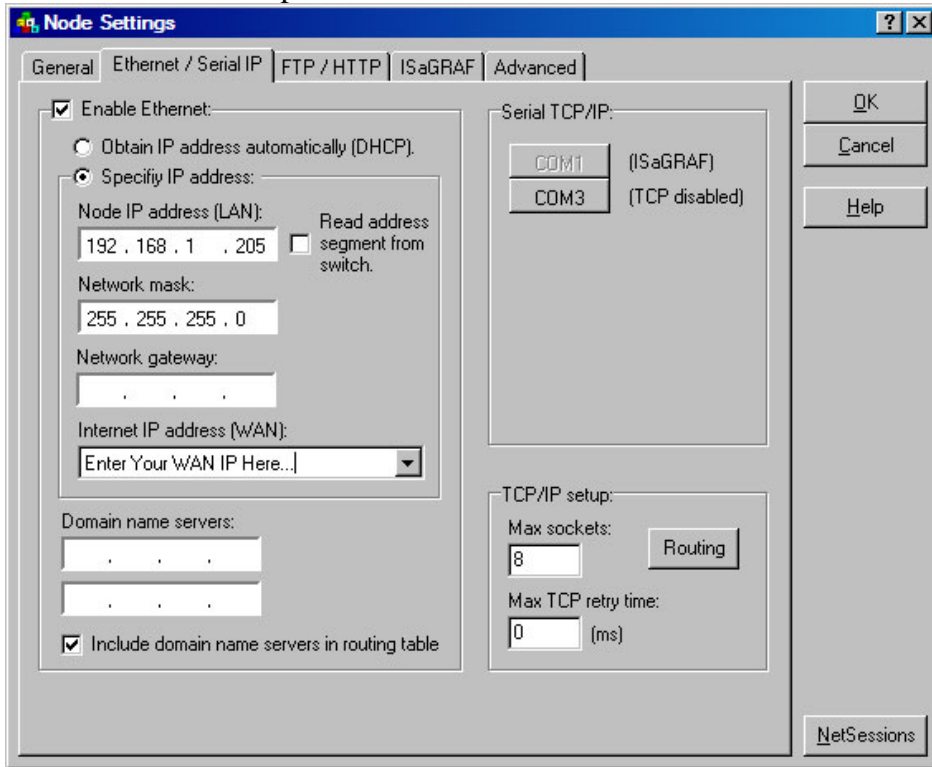 Node Settings
General Ethernet / Serial IP FTP / HTTP ISaGRAF Advanced
Enable Ethernet:
Obtain IP address automatically (DHCP).
Specifiy IP address:
Node IP address (LAN):
192 . 168 . 1 . 205
Read address
segment from
switch.
Network mask:
255 . 255 . 255 . 0
Network gateway:
. . .
Internet IP address (WAN):
Enter Your WAN IP Here...
Domain name servers:
. . .
. . .
Include domain name servers in routing table
Serial TCP/IP:
COM1 (ISaGRAF)
COM3 (TCP disabled)
TCP/IP setup:
Max sockets:
8
Routing
Max TCP retry time:
0 (ms)
OK
Cancel
Help
NetSessions